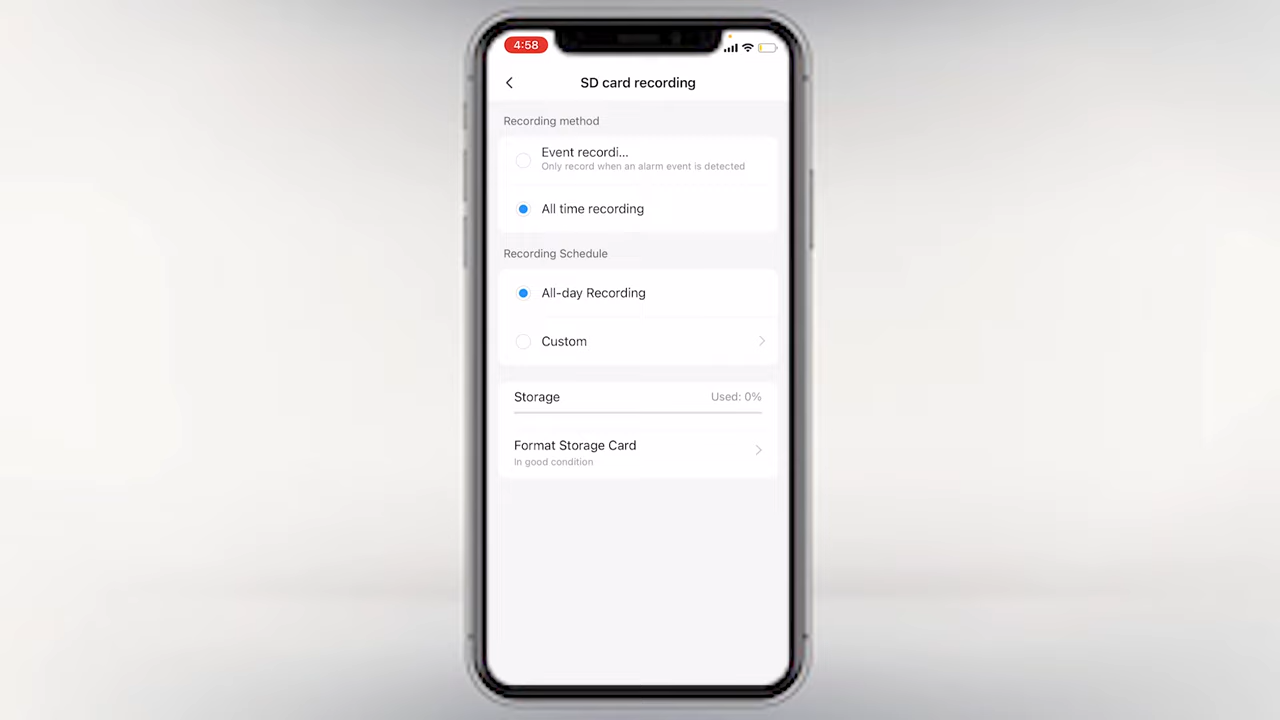 4:58
SD card recording
Recording method
Event recordi...
Only record when an alarm event is detected
All time recording
Recording Schedule
All-day Recording
Custom
Storage
Used: 0%
Format Storage Card
In good condition